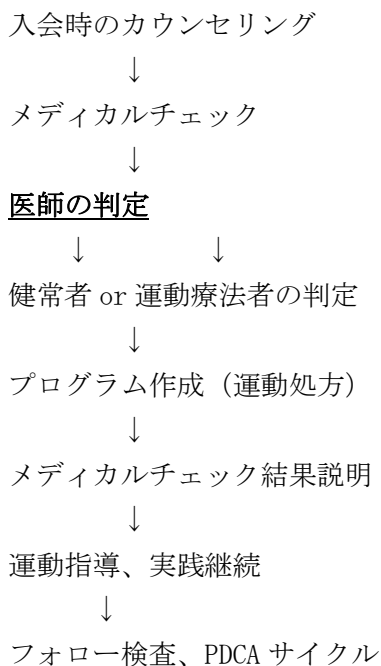 入会時のカウンセリング
↓
メディカルチェック
↓
医師の判定
↓ ↓
健常者 or 運動療法者の判定
↓
プログラム作成（運動処方）
↓
メディカルチェック結果説明
↓
運動指導、実践継続
↓
フォロー検査、PDCA サイクル